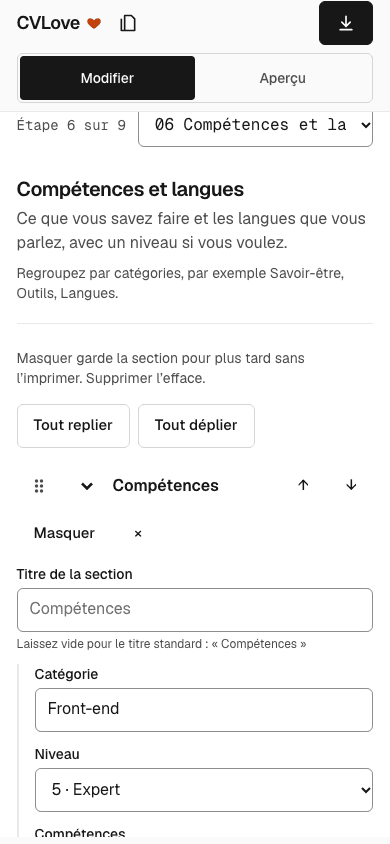 CVLove
Modifier
Aperçu
Étape 6 sur 9
06 Compétences et la
Compétences et langues
Ce que vous savez faire et les langues que vous
parlez, avec un niveau si vous voulez.
Regroupez par catégories, par exemple Savoir-être,
Outils, Langues.
Masquer garde la section pour plus tard sans
l'imprimer. Supprimer l'efface.
Tout replier
Tout déplier
Compétences
Masquer
×
Titre de la section
Compétences
Laissez vide pour le titre standard : « Compétences »
Catégorie
Front-end
Niveau
5 · Expert
Compétences